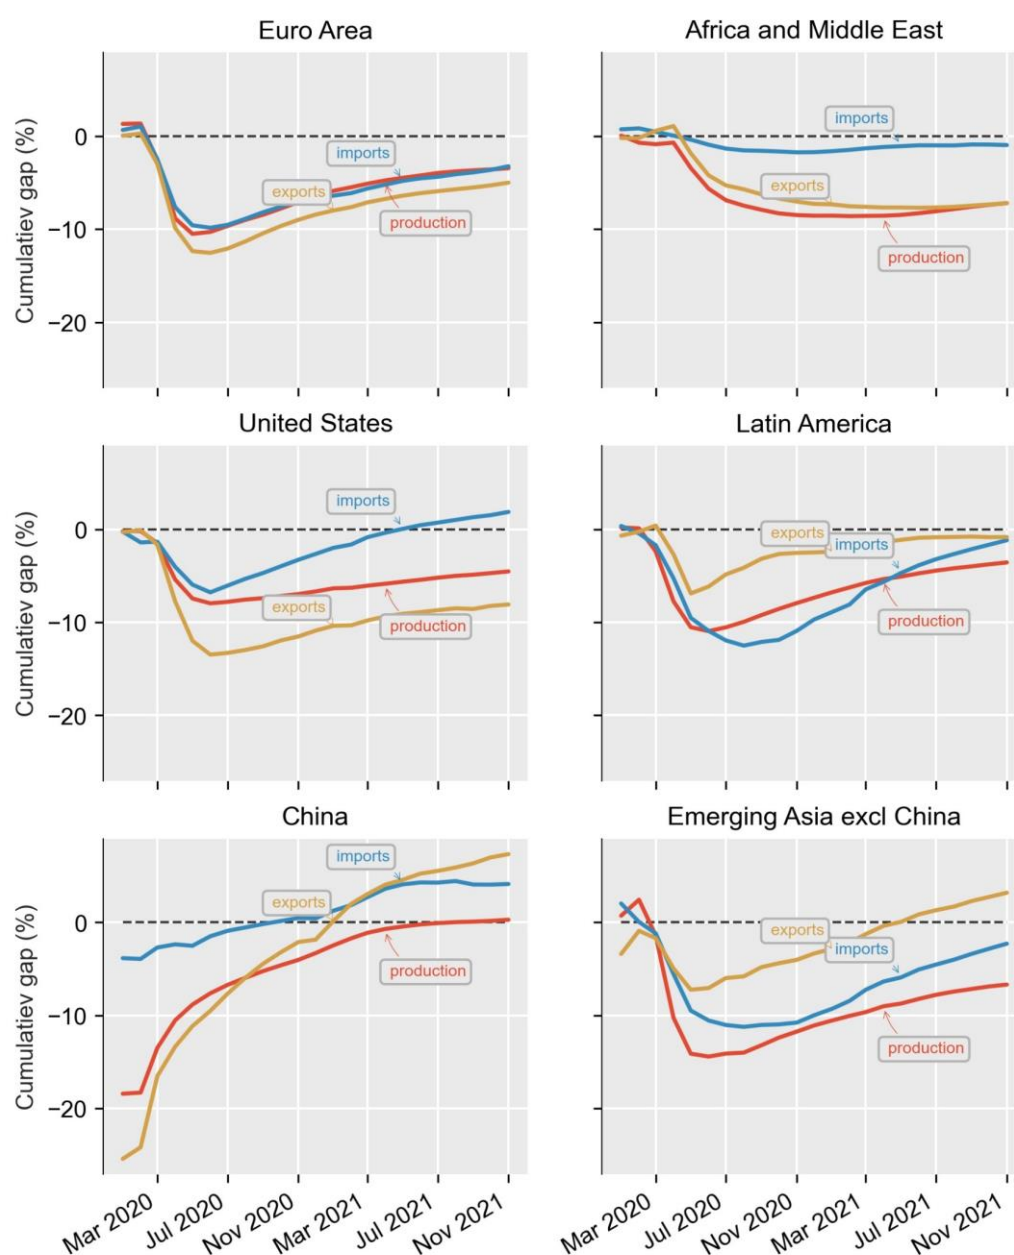 Euro Area
Cumulatiev gap (%)
0
−10
−20
imports
exports
production
Africa and Middle East
imports
exports
production
United States
Cumulatiev gap (%)
0
−10
−20
imports
exports
production
Latin America
exports
imports
production
China
Cumulatiev gap (%)
0
−10
−20
imports
exports
production
Mar 2020
Jul 2020
Nov 2020
Mar 2021
Jul 2021
Nov 2021
Emerging Asia excl China
exports
imports
production
Mar 2020
Jul 2020
Nov 2020
Mar 2021
Jul 2021
Nov 2021